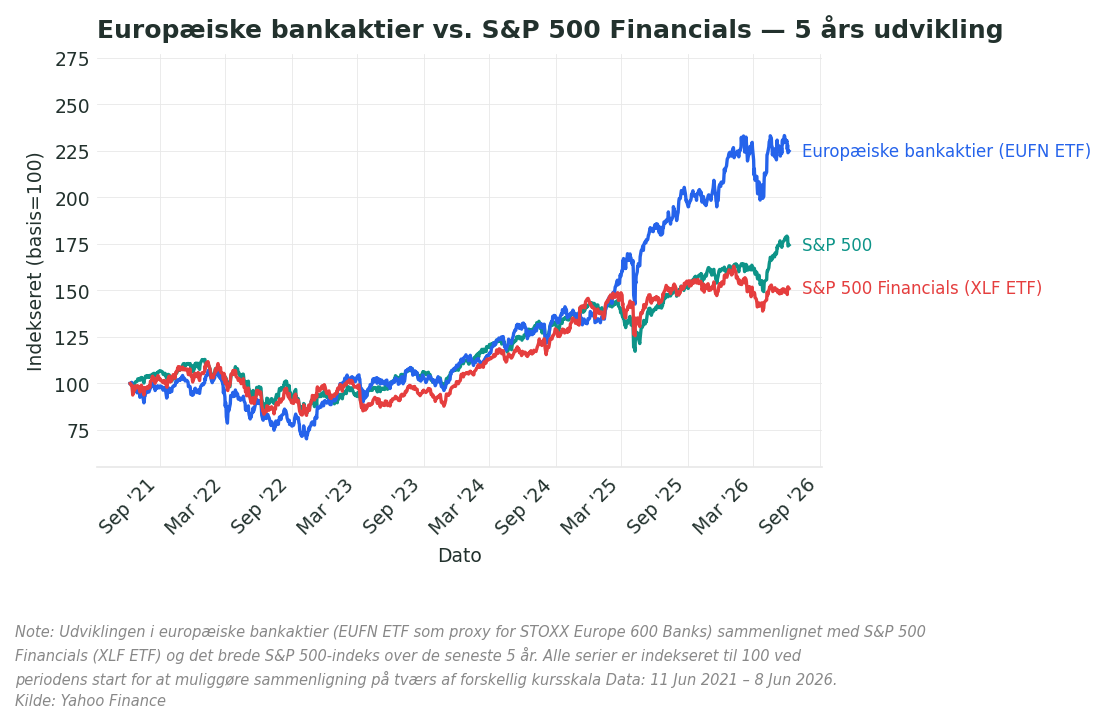 Europæiske bankaktier vs. S&P 500 Financials — 5 års udvikling
Indekseret (basis=100)
275
250
225
200
175
150
125
100
75
Europæiske bankaktier (EUFN ETF)
S&P 500
S&P 500 Financials (XLF ETF)
Sep '21
Mar '22
Sep '22
Mar '23
Sep '23
Mar '24
Sep '24
Mar '25
Sep '25
Mar '26
Sep '26
Dato
Note: Udviklingen i europæiske bankaktier (EUFN ETF som proxy for STOXX Europe 600 Banks) sammenlignet med S&P 500
Financials (XLF ETF) og det brede S&P 500-indeks over de seneste 5 år. Alle serier er indekseret til 100 ved
periodens start for at muliggøre sammenligning på tværs af forskellig kursskala Data: 11 Jun 2021 – 8 Jun 2026.
Kilde: Yahoo Finance